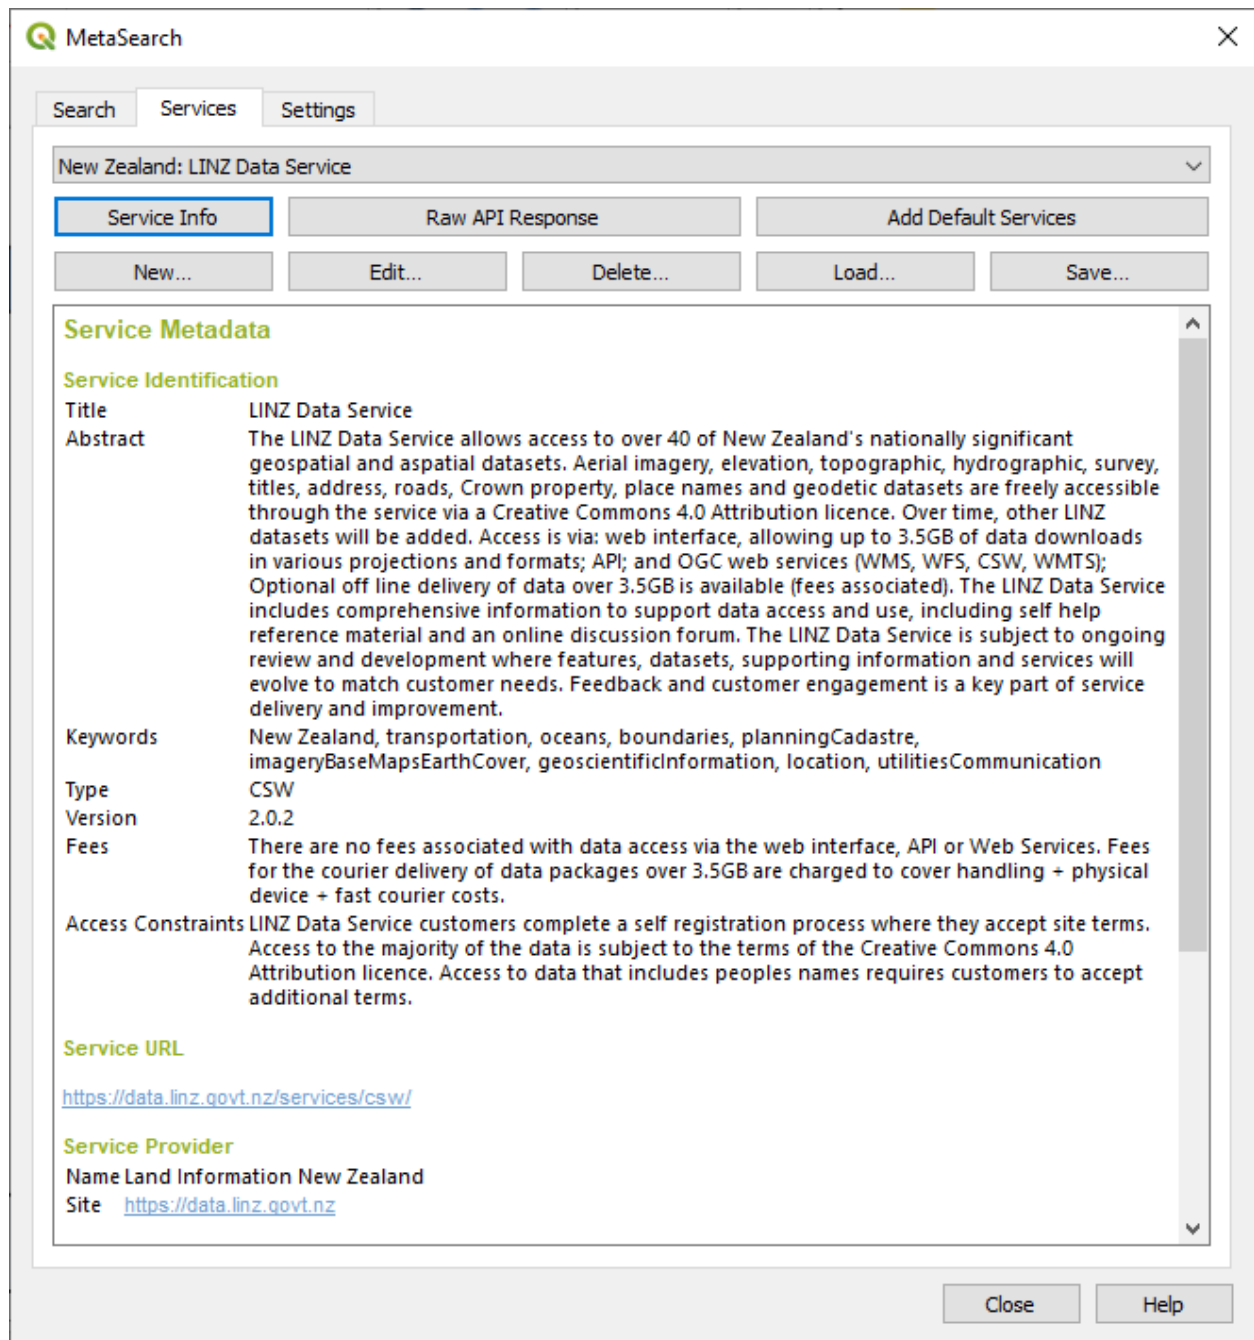 MetaSearch
Search Services Settings
New Zealand: LINZ Data Service
Service Info Raw API Response Add Default Services
New... Edit... Delete... Load... Save...
Service Metadata
Service Identification
Title LINZ Data Service
Abstract The LINZ Data Service allows access to over 40 of New Zealand's nationally significant
geospatial and aspatial datasets. Aerial imagery, elevation, topographic, hydrographic, survey,
titles, address, roads, Crown property, place names and geodetic datasets are freely accessible
through the service via a Creative Commons 4.0 Attribution licence. Over time, other LINZ
datasets will be added. Access is via: web interface, allowing up to 3.5GB of data downloads
in various projections and formats; API; and OGC web services (WMS, WFS, CSW, WMTS);
Optional off line delivery of data over 3.5GB is available (fees associated). The LINZ Data Service
includes comprehensive information to support data access and use, including self help
reference material and an online discussion forum. The LINZ Data Service is subject to ongoing
review and development where features, datasets, supporting information and services will
evolve to match customer needs. Feedback and customer engagement is a key part of service
delivery and improvement.
Keywords New Zealand, transportation, oceans, boundaries, planningCadastre,
imageryBaseMapsEarthCover, geoscientificInformation, location, utilitiesCommunication
Type CSW
Version 2.0.2
Fees There are no fees associated with data access via the web interface, API or Web Services. Fees
for the courier delivery of data packages over 3.5GB are charged to cover handling + physical
device + fast courier costs.
Access Constraints LINZ Data Service customers complete a self registration process where they accept site terms.
Access to the majority of the data is subject to the terms of the Creative Commons 4.0
Attribution licence. Access to data that includes peoples names requires customers to accept
additional terms.
Service URL
https://data.linz.govt.nz/services/csw/
Service Provider
Name Land Information New Zealand
Site https://data.linz.govt.nz
Close Help